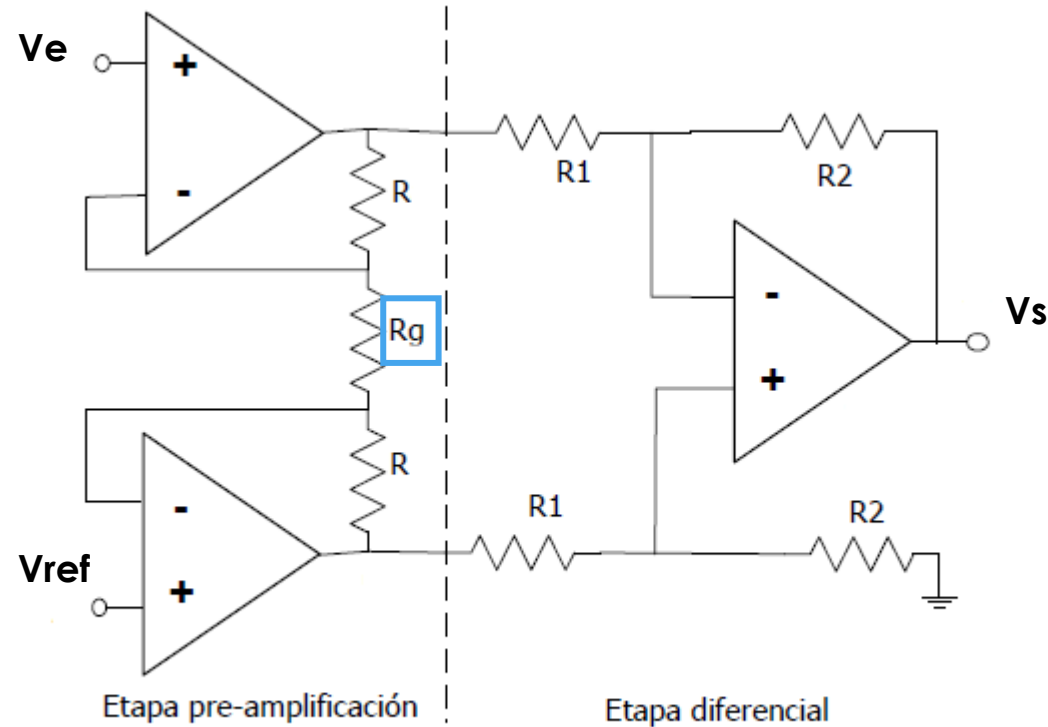 Ve
+
-
R
R1
R2
Rg
-
+
Vs
R
-
+
Vref
R1
R2
Etapa pre-amplificación
Etapa diferencial